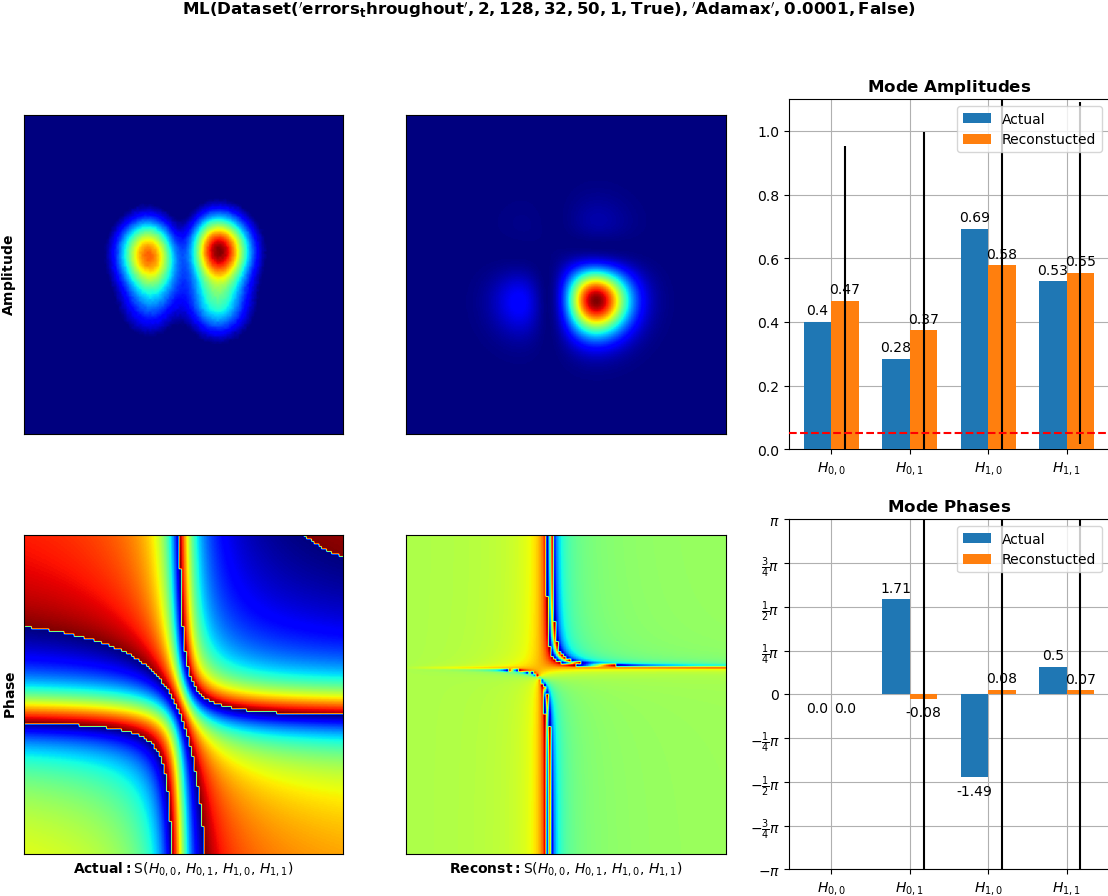 ML(Dataset('errors_throughout', 2, 128, 32, 50, 1, True), 'Adamax', 0.0001, False)
Amplitude
Mode Amplitudes
Actual
Reconstucted
1.0
0.8
0.6
0.4
0.2
0.0
0.4
0.47
0.28
0.37
0.69
0.58
0.53
0.55
H0,0
H0,1
H1,0
H1,1
Phase
Actual: S(H0,0, H0,1, H1,0, H1,1)
Reconst: S(H0,0, H0,1, H1,0, H1,1)
Mode Phases
Actual
Reconstucted
π
3/4π
1/2π
1/4π
0
−1/4π
−1/2π
−3/4π
−π
0.0
0.0
1.71
-0.08
-1.49
0.08
0.5
0.07
H0,0
H0,1
H1,0
H1,1